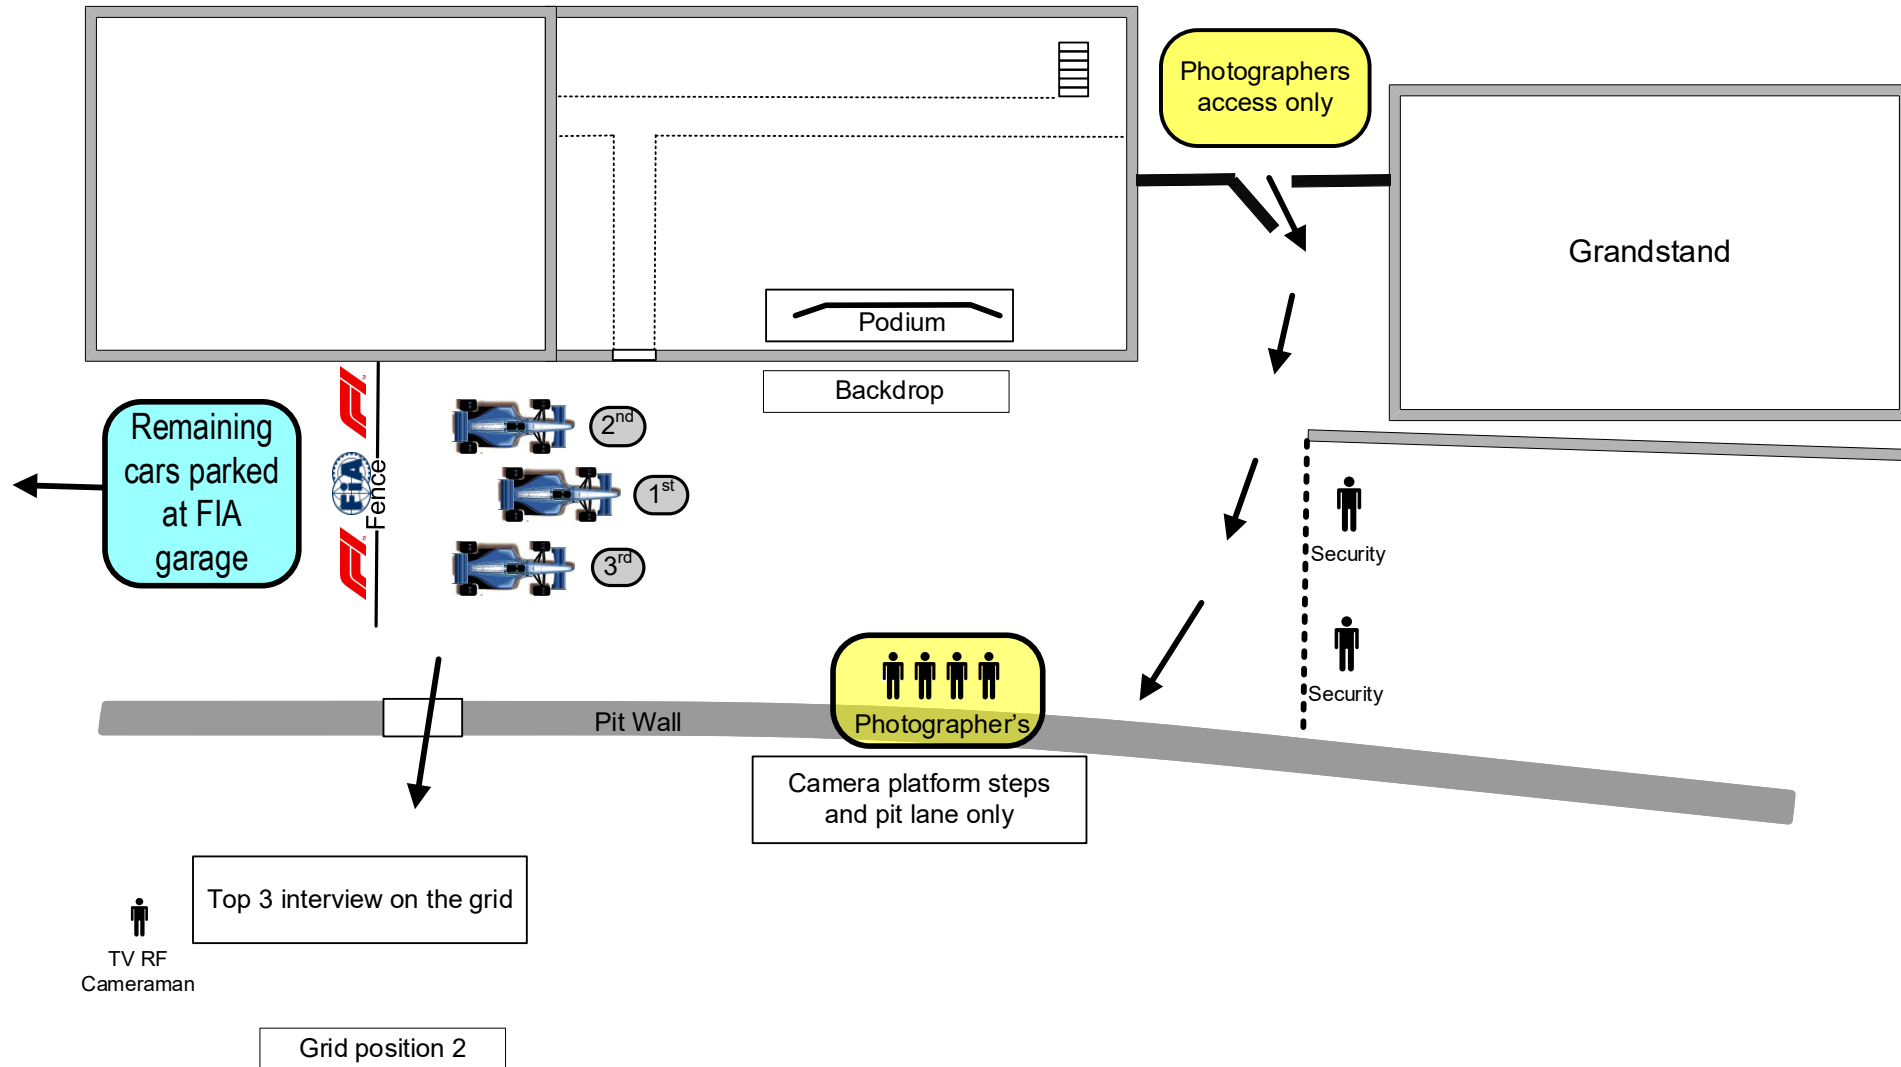 Photographers
access only
Grandstand
Podium
Backdrop
Remaining
cars parked
at FIA
garage
F1
FIA
F1
Fence
2nd
1st
3rd
Security
Security
Pit Wall
Photographer's
Camera platform steps
and pit lane only
Top 3 interview on the grid
TV RF
Cameraman
Grid position 2